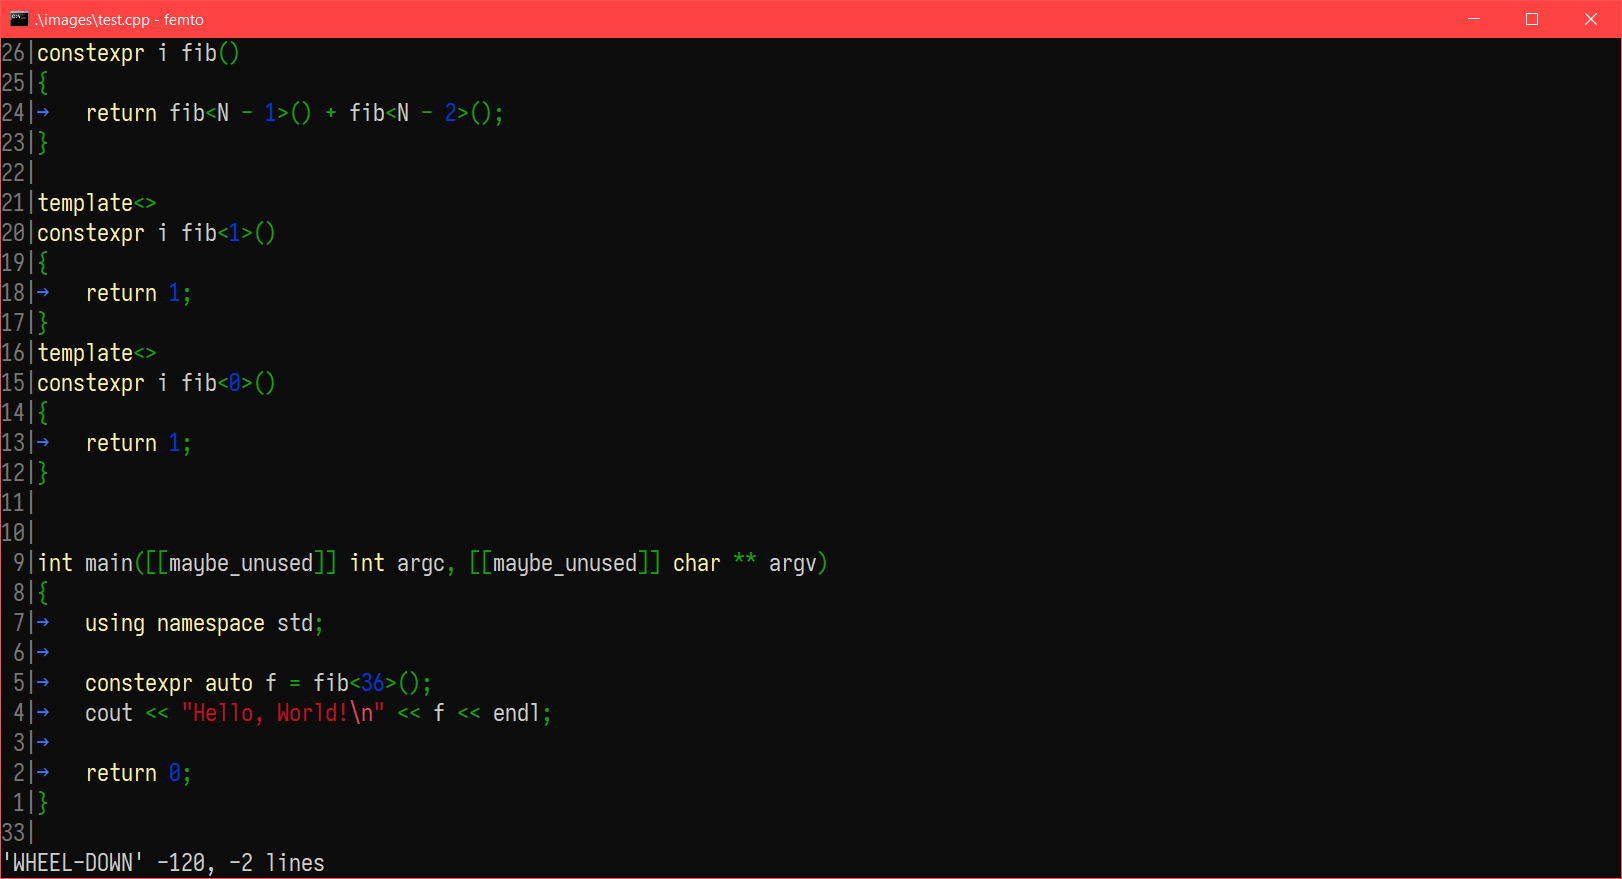 .\images\test.cpp - femto
26|constexpr i fib()
25|{
24|→   return fib<N - 1>() + fib<N - 2>();
23|}
22|
21|template<>
20|constexpr i fib<1>()
19|{
18|→   return 1;
17|}
16|template<>
15|constexpr i fib<0>()
14|{
13|→   return 1;
12|}
11|
10|
 9|int main([[maybe_unused]] int argc, [[maybe_unused]] char ** argv)
 8|{
 7|→   using namespace std;
 6|→
 5|→   constexpr auto f = fib<36>();
 4|→   cout << "Hello, World!\n" << f << endl;
 3|→
 2|→   return 0;
 1|}
33|
'WHEEL-DOWN' -120, -2 lines